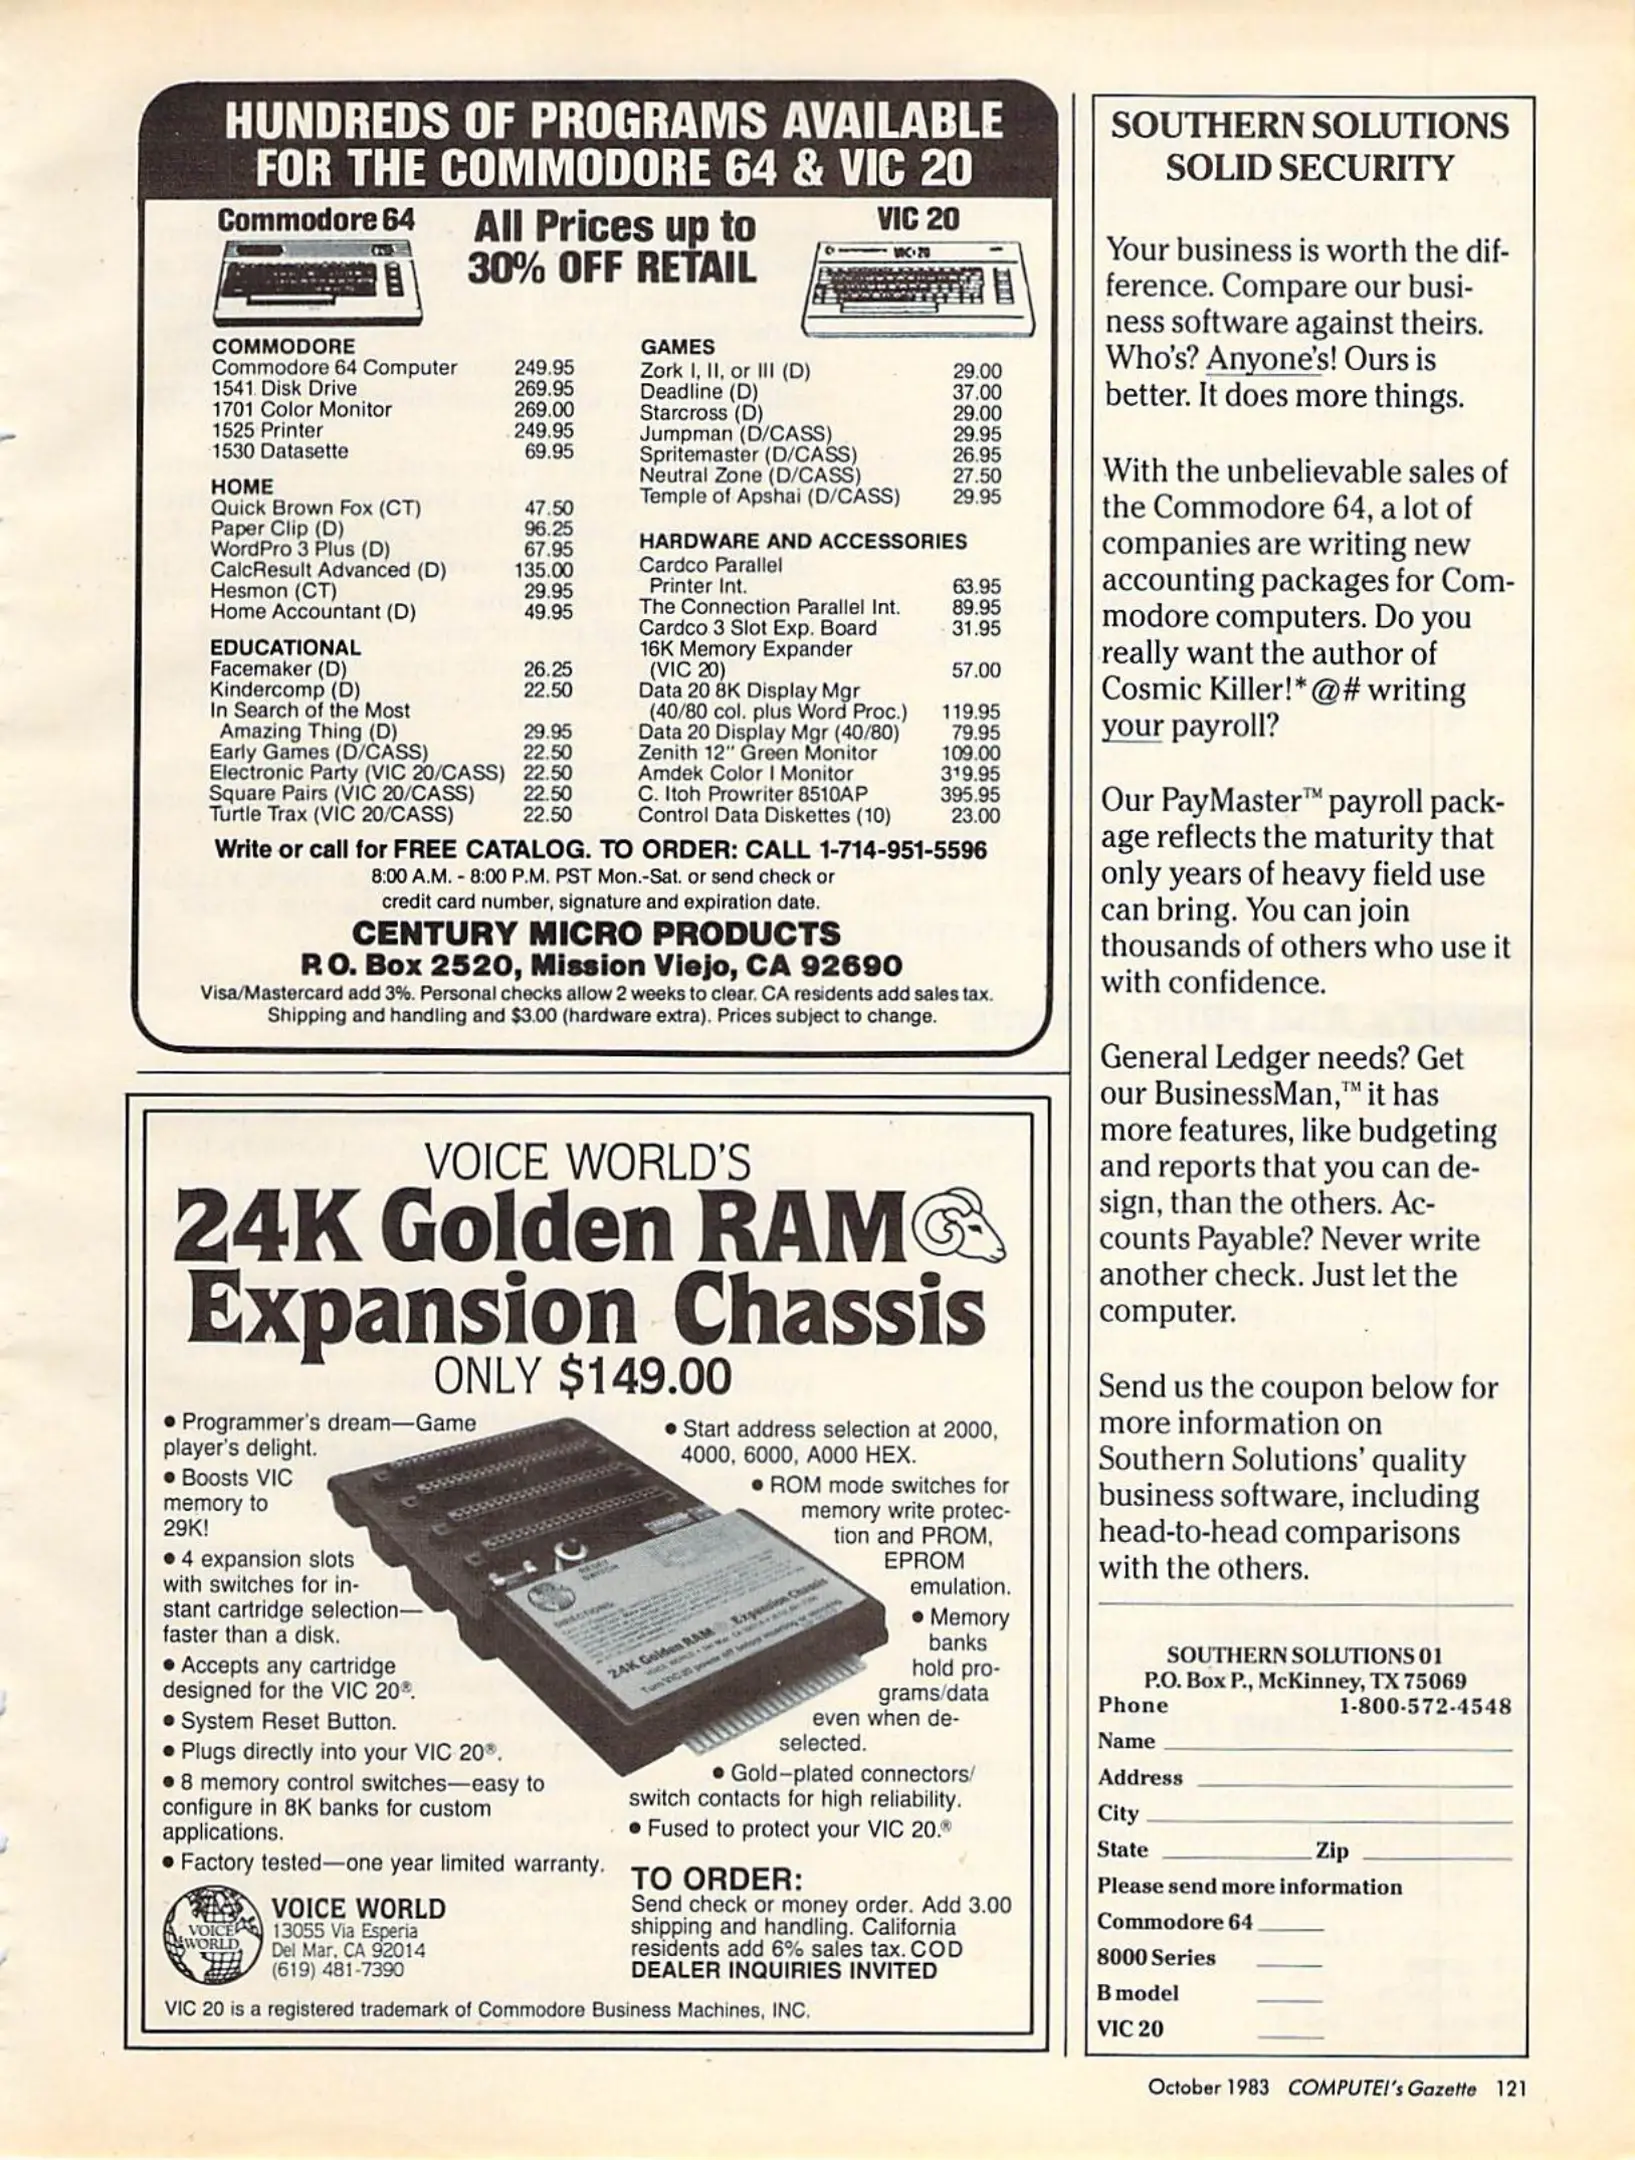 HUNDREDS OF PROGRAMS AVAILABLE
FOR THE COMMODORE 64 & VIC 20
Commodore 64
All Prices up to
30% OFF RETAIL
VIC 20
VIC·20
COMMODORE
Commodore 64 Computer 249.95
1541 Disk Drive 269.95
1701 Color Monitor 269.00
1525 Printer 249.95
1530 Datasette 69.95
HOME
Quick Brown Fox (CT) 47.50
Paper Clip (D) 96.25
WordPro 3 Plus (D) 67.95
CalcResult Advanced (D) 135.00
Hesmon (CT) 29.95
Home Accountant (D) 49.95
EDUCATIONAL
Facemaker (D) 26.25
Kindercomp (D) 22.50
In Search of the Most
Amazing Thing (D) 29.95
Early Games (D/CASS) 22.50
Electronic Party (VIC 20/CASS) 22.50
Square Pairs (VIC 20/CASS) 22.50
Turtle Trax (VIC 20/CASS) 22.50
GAMES
Zork I, II, or III (D) 29.00
Deadline (D) 37.00
Starcross (D) 29.00
Jumpman (D/CASS) 29.95
Spritemaster (D/CASS) 26.95
Neutral Zone (D/CASS) 27.50
Temple of Apshai (D/CASS) 29.95
HARDWARE AND ACCESSORIES
Cardco Parallel
Printer Int. 63.95
The Connection Parallel Int. 89.95
Cardco 3 Slot Exp. Board 31.95
16K Memory Expander
(VIC 20) 57.00
Data 20 8K Display Mgr
(40/80 col. plus Word Proc.) 119.95
Data 20 Display Mgr (40/80) 79.95
Zenith 12" Green Monitor 109.00
Amdek Color I Monitor 319.95
C. Itoh Prowriter 8510AP 395.95
Control Data Diskettes (10) 23.00
Write or call for FREE CATALOG. TO ORDER: CALL 1-714-951-5596
8:00 A.M. - 8:00 P.M. PST Mon.-Sat. or send check or
credit card number, signature and expiration date.
CENTURY MICRO PRODUCTS
P.O. Box 2520, Mission Viejo, CA 92690
Visa/Mastercard add 3%. Personal checks allow 2 weeks to clear. CA residents add sales tax.
Shipping and handling and $3.00 (hardware extra). Prices subject to change.
VOICE WORLD'S
24K Golden RAM
Expansion Chassis
ONLY $149.00
• Programmer's dream—Game
player's delight.
• Boosts VIC
memory to
29K!
• 4 expansion slots
with switches for in-
stant cartridge selection—
faster than a disk.
• Accepts any cartridge
designed for the VIC 20®.
• System Reset Button.
• Plugs directly into your VIC 20®.
• 8 memory control switches—easy to
configure in 8K banks for custom
applications.
• Factory tested—one year limited warranty.
RESET
SWITCH
DIRECTIONS:
24K Golden RAM Expansion Chassis
• Start address selection at 2000,
4000, 6000, A000 HEX.
• ROM mode switches for
memory write protec-
tion and PROM,
EPROM
emulation.
• Memory
banks
hold pro-
grams/data
even when de-
selected.
• Gold-plated connectors/
switch contacts for high reliability.
• Fused to protect your VIC 20.®
VOICE
WORLD
VOICE WORLD
13055 Via Esperia
Del Mar, CA 92014
(619) 481-7390
TO ORDER:
Send check or money order. Add 3.00
shipping and handling. California
residents add 6% sales tax. COD
DEALER INQUIRIES INVITED
VIC 20 is a registered trademark of Commodore Business Machines, INC.
SOUTHERN SOLUTIONS
SOLID SECURITY
Your business is worth the dif-
ference. Compare our busi-
ness software against theirs.
Who's? Anyone's! Ours is
better. It does more things.
With the unbelievable sales of
the Commodore 64, a lot of
companies are writing new
accounting packages for Com-
modore computers. Do you
really want the author of
Cosmic Killer!*@# writing
your payroll?
Our PayMaster™ payroll pack-
age reflects the maturity that
only years of heavy field use
can bring. You can join
thousands of others who use it
with confidence.
General Ledger needs? Get
our BusinessMan,™ it has
more features, like budgeting
and reports that you can de-
sign, than the others. Ac-
counts Payable? Never write
another check. Just let the
computer.
Send us the coupon below for
more information on
Southern Solutions' quality
business software, including
head-to-head comparisons
with the others.
SOUTHERN SOLUTIONS 01
P.O. Box P., McKinney, TX 75069
Phone 1-800-572-4548
Name
Address
City
State Zip
Please send more information
Commodore 64
8000 Series
B model
VIC 20
October 1983 COMPUTE!'s Gazette 121